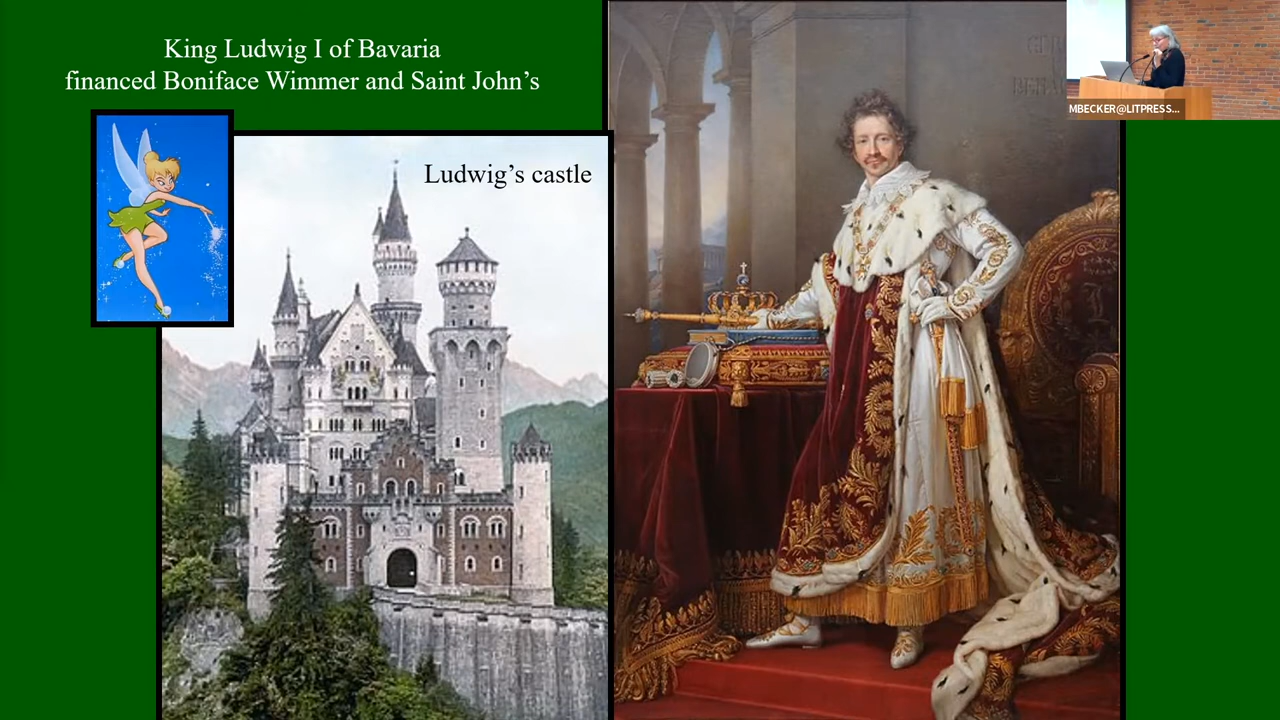 King Ludwig I of Bavaria
financed Boniface Wimmer and Saint John's
Ludwig's castle
MBECKER@LITPRESS...